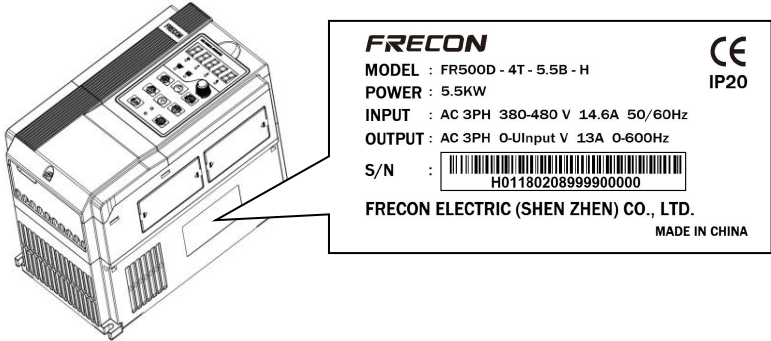 FRECON
CE
IP20
MODEL : FR500D - 4T - 5.5B - H
POWER : 5.5KW
INPUT : AC 3PH 380-480 V 14.6A 50/60Hz
OUTPUT : AC 3PH 0-UInput V 13A 0-600Hz
S/N :
H01180208999900000
FRECON ELECTRIC (SHEN ZHEN) CO., LTD.
MADE IN CHINA
FRECON